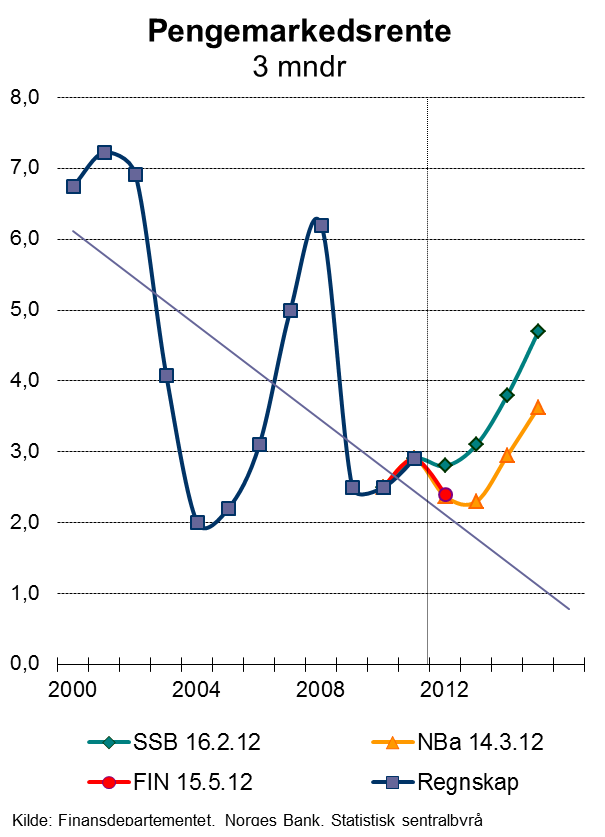 Pengemarkedsrente
3 mndr
8,0
7,0
6,0
5,0
4,0
3,0
2,0
1,0
0,0
2000 2004 2008 2012
SSB 16.2.12 NBa 14.3.12
FIN 15.5.12 Regnskap
Kilde: Finansdepartementet, Norges Bank, Statistisk sentralbyrå